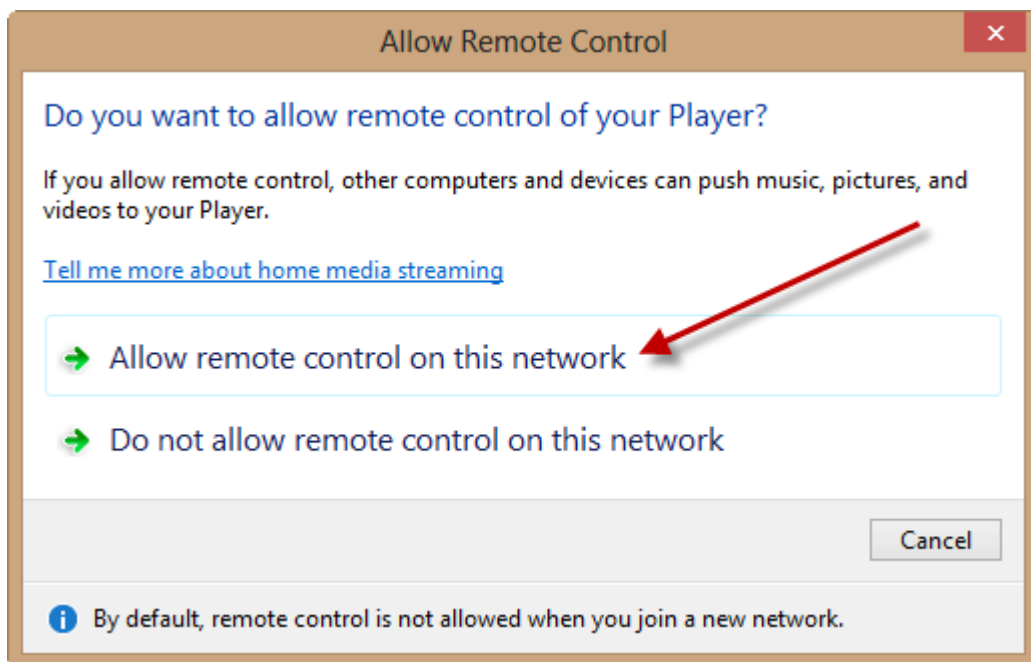 Allow Remote Control
Do you want to allow remote control of your Player?
If you allow remote control, other computers and devices can push music, pictures, and
videos to your Player.
Tell me more about home media streaming
Allow remote control on this network
Do not allow remote control on this network
Cancel
By default, remote control is not allowed when you join a new network.